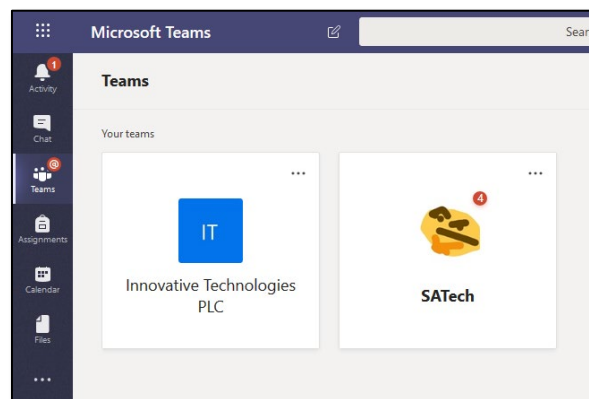 Microsoft Teams
Sear
1
Activity
Teams
Chat
Your teams
@
Teams
4
IT
Assignments
Innovative Technologies
PLC
SATech
Calendar
Files